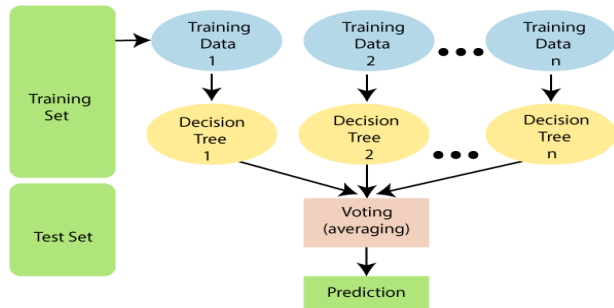 Training
Set
Test Set
Training
Data
1
Training
Data
2
Training
Data
n
Decision
Tree
1
Decision
Tree
2
Decision
Tree
n
Voting
(averaging)
Prediction